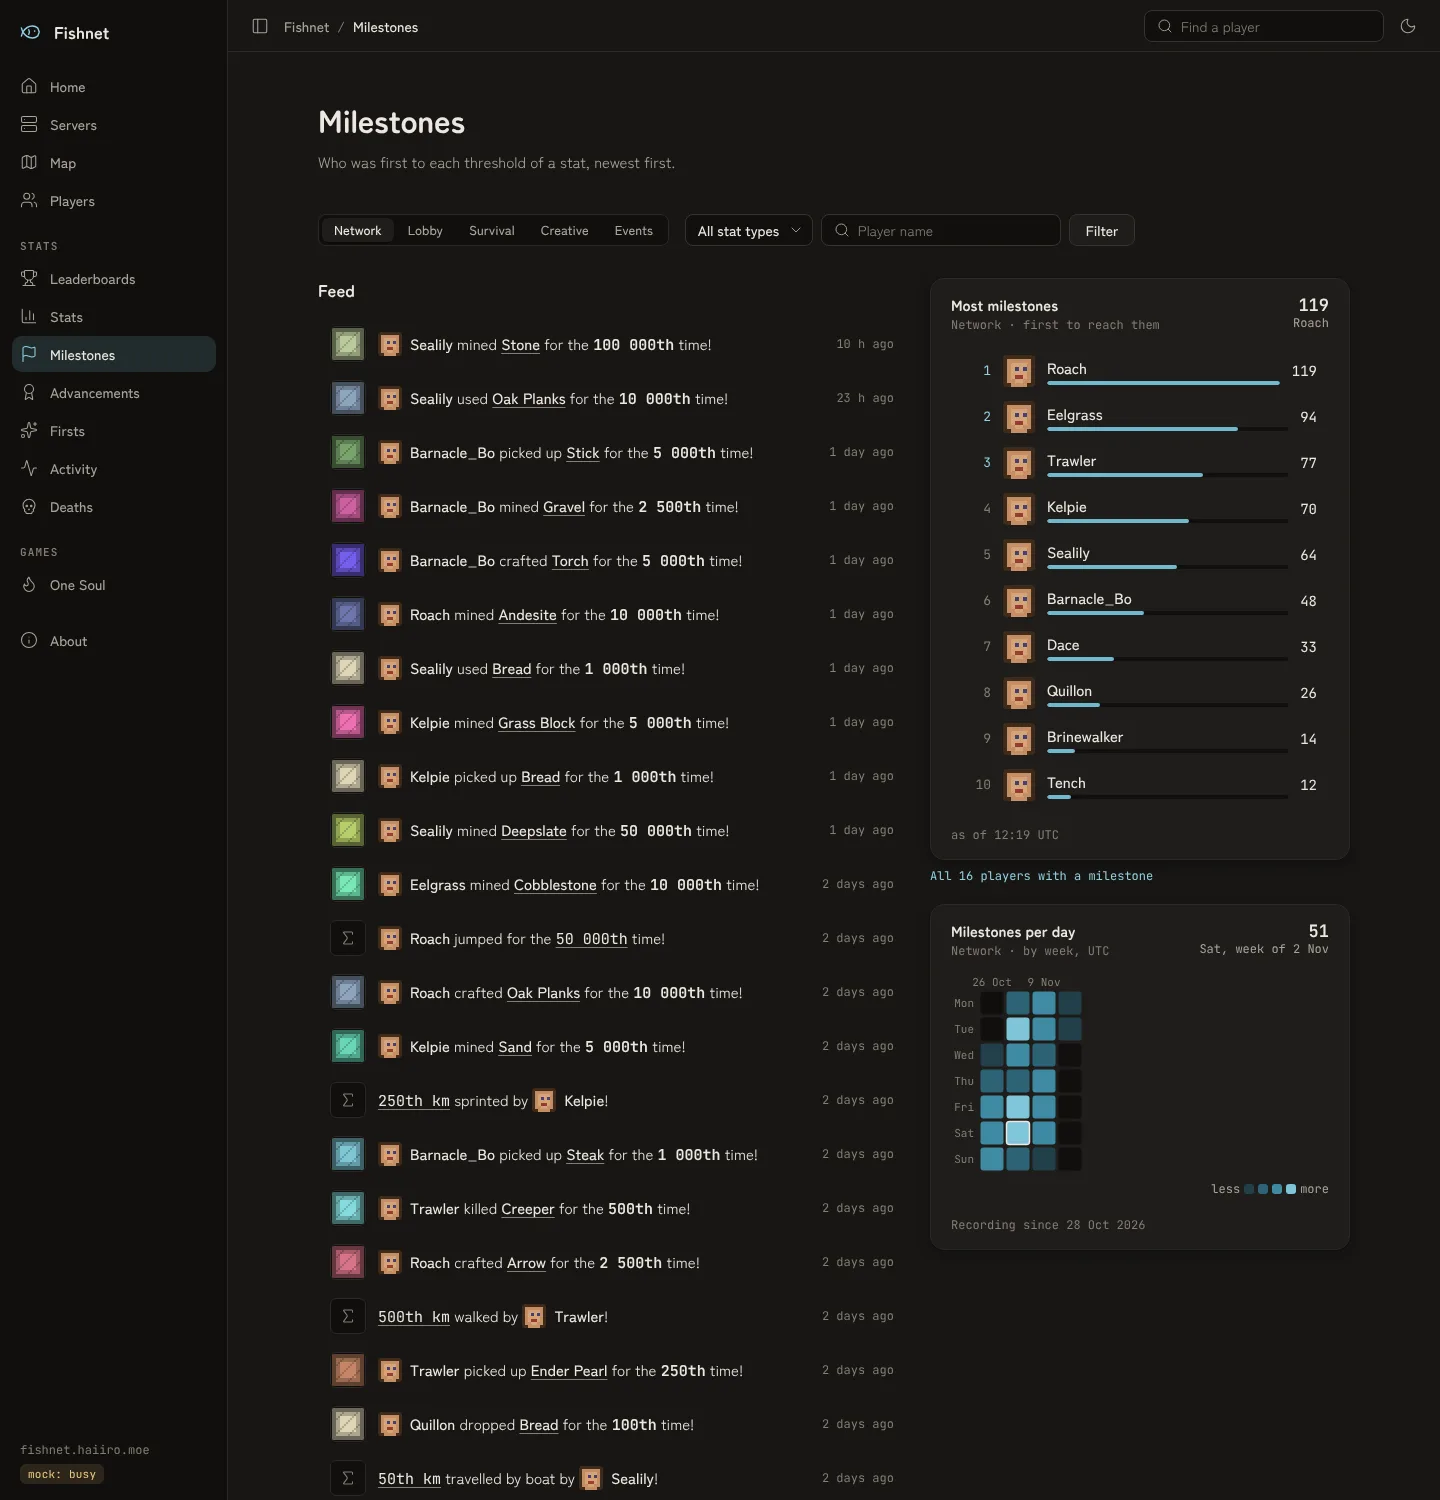 Fishnet
Home
Servers
Map
Players
STATS
Leaderboards
Stats
Milestones
Advancements
Firsts
Activity
Deaths
GAMES
One Soul
About
fishnet.haiiro.moe
mock: busy
Fishnet / Milestones
Find a player
Milestones
Who was first to each threshold of a stat, newest first.
Network Lobby Survival Creative Events
All stat types
Player name
Filter
Feed
Sealily mined Stone for the 100 000th time! 10 h ago
Sealily used Oak Planks for the 10 000th time! 23 h ago
Barnacle_Bo picked up Stick for the 5 000th time! 1 day ago
Barnacle_Bo mined Gravel for the 2 500th time! 1 day ago
Barnacle_Bo crafted Torch for the 5 000th time! 1 day ago
Roach mined Andesite for the 10 000th time! 1 day ago
Sealily used Bread for the 1 000th time! 1 day ago
Kelpie mined Grass Block for the 5 000th time! 1 day ago
Kelpie picked up Bread for the 1 000th time! 1 day ago
Sealily mined Deepslate for the 50 000th time! 1 day ago
Eelgrass mined Cobblestone for the 10 000th time! 2 days ago
Σ Roach jumped for the 50 000th time! 2 days ago
Roach crafted Oak Planks for the 10 000th time! 2 days ago
Kelpie mined Sand for the 5 000th time! 2 days ago
Σ 250th km sprinted by Kelpie! 2 days ago
Barnacle_Bo picked up Steak for the 1 000th time! 2 days ago
Trawler killed Creeper for the 500th time! 2 days ago
Roach crafted Arrow for the 2 500th time! 2 days ago
Σ 500th km walked by Trawler! 2 days ago
Trawler picked up Ender Pearl for the 250th time! 2 days ago
Quillon dropped Bread for the 100th time! 2 days ago
Σ 50th km travelled by boat by Sealily! 2 days ago
Most milestones 119
Network · first to reach them Roach
1 Roach 119
2 Eelgrass 94
3 Trawler 77
4 Kelpie 70
5 Sealily 64
6 Barnacle_Bo 48
7 Dace 33
8 Quillon 26
9 Brinewalker 14
10 Tench 12
as of 12:19 UTC
All 16 players with a milestone
Milestones per day 51
Network · by week, UTC Sat, week of 2 Nov
26 Oct 9 Nov
Mon
Tue
Wed
Thu
Fri
Sat
Sun
less more
Recording since 28 Oct 2026